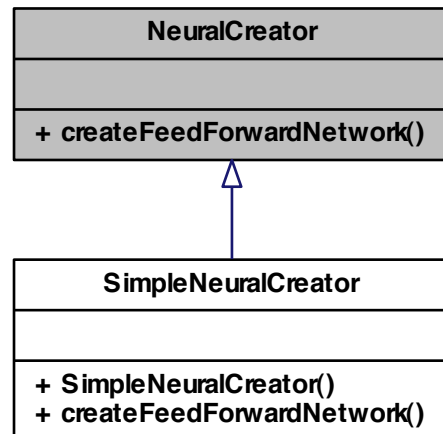 NeuralCreator
+ createFeedForwardNetwork()
SimpleNeuralCreator
+ SimpleNeuralCreator()
+ createFeedForwardNetwork()